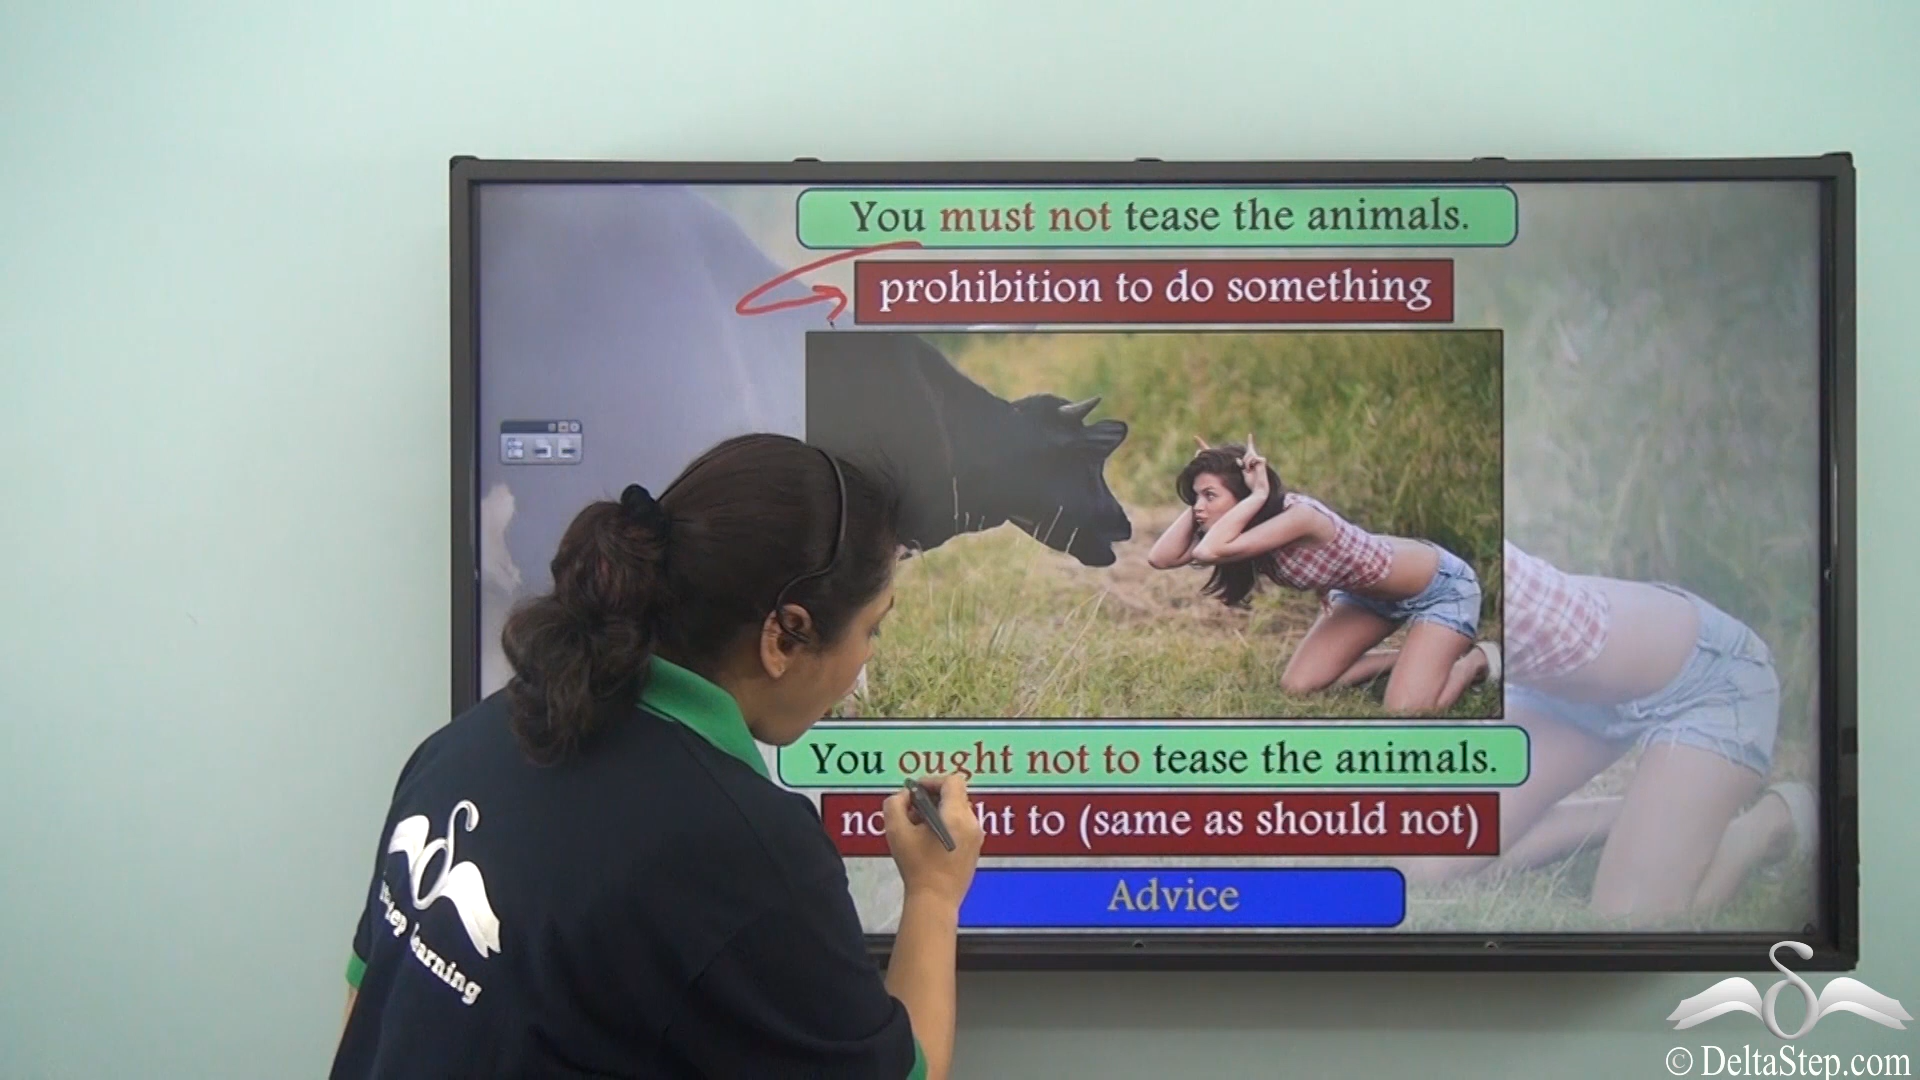 You must not tease the animals.
prohibition to do something
You ought not to tease the animals.
to (same as should not)
Advice
Learning
© DeltaStep.com